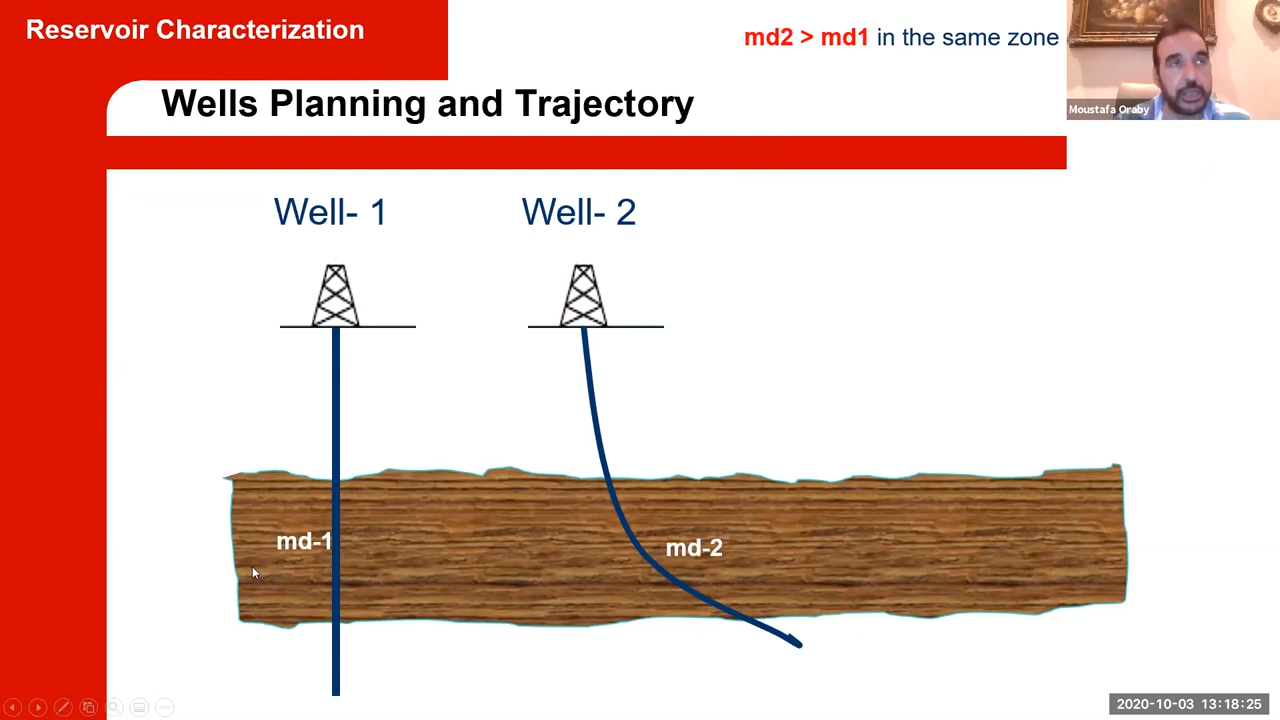 Reservoir Characterization
md2 > md1 in the same zone
Moustafa Oraby
Wells Planning and Trajectory
Well- 1
Well- 2
md-1
md-2
2020-10-03 13:18:25